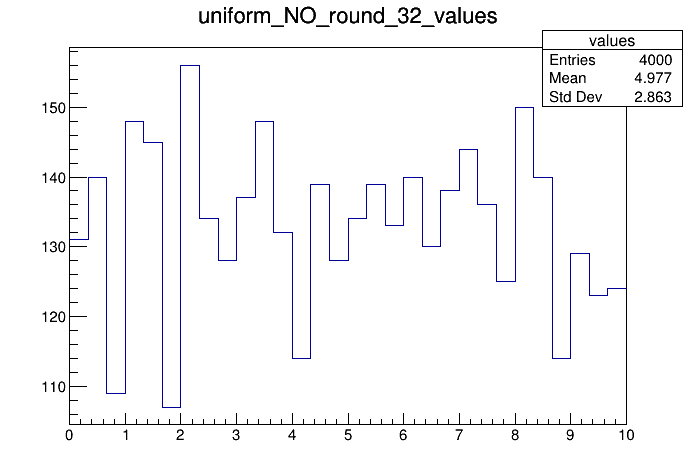 uniform_NO_round_32_values
values
Entries 4000
Mean 4.977
Std Dev 2.863
150
140
130
120
110
0 1 2 3 4 5 6 7 8 9 10